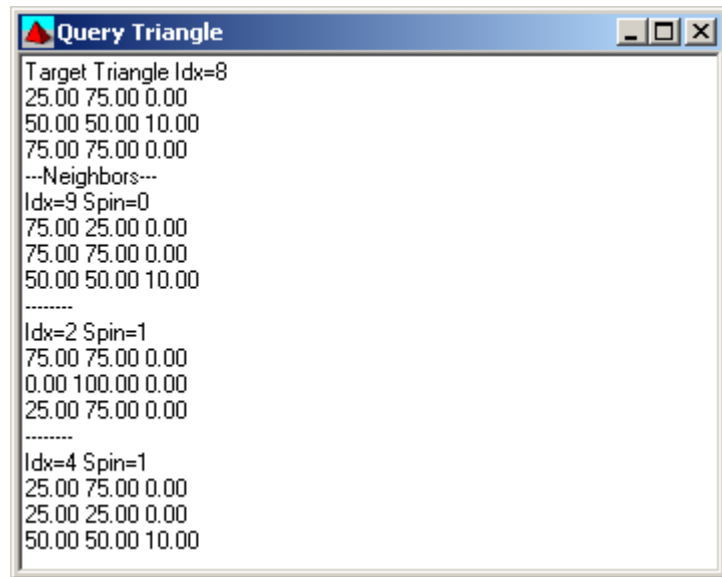 Query Triangle
Target Triangle Idx=8
25.00 75.00 0.00
50.00 50.00 10.00
75.00 75.00 0.00
---Neighbors---
Idx=9 Spin=0
75.00 25.00 0.00
75.00 75.00 0.00
50.00 50.00 10.00
--------
Idx=2 Spin=1
75.00 75.00 0.00
0.00 100.00 0.00
25.00 75.00 0.00
--------
Idx=4 Spin=1
25.00 75.00 0.00
25.00 25.00 0.00
50.00 50.00 10.00